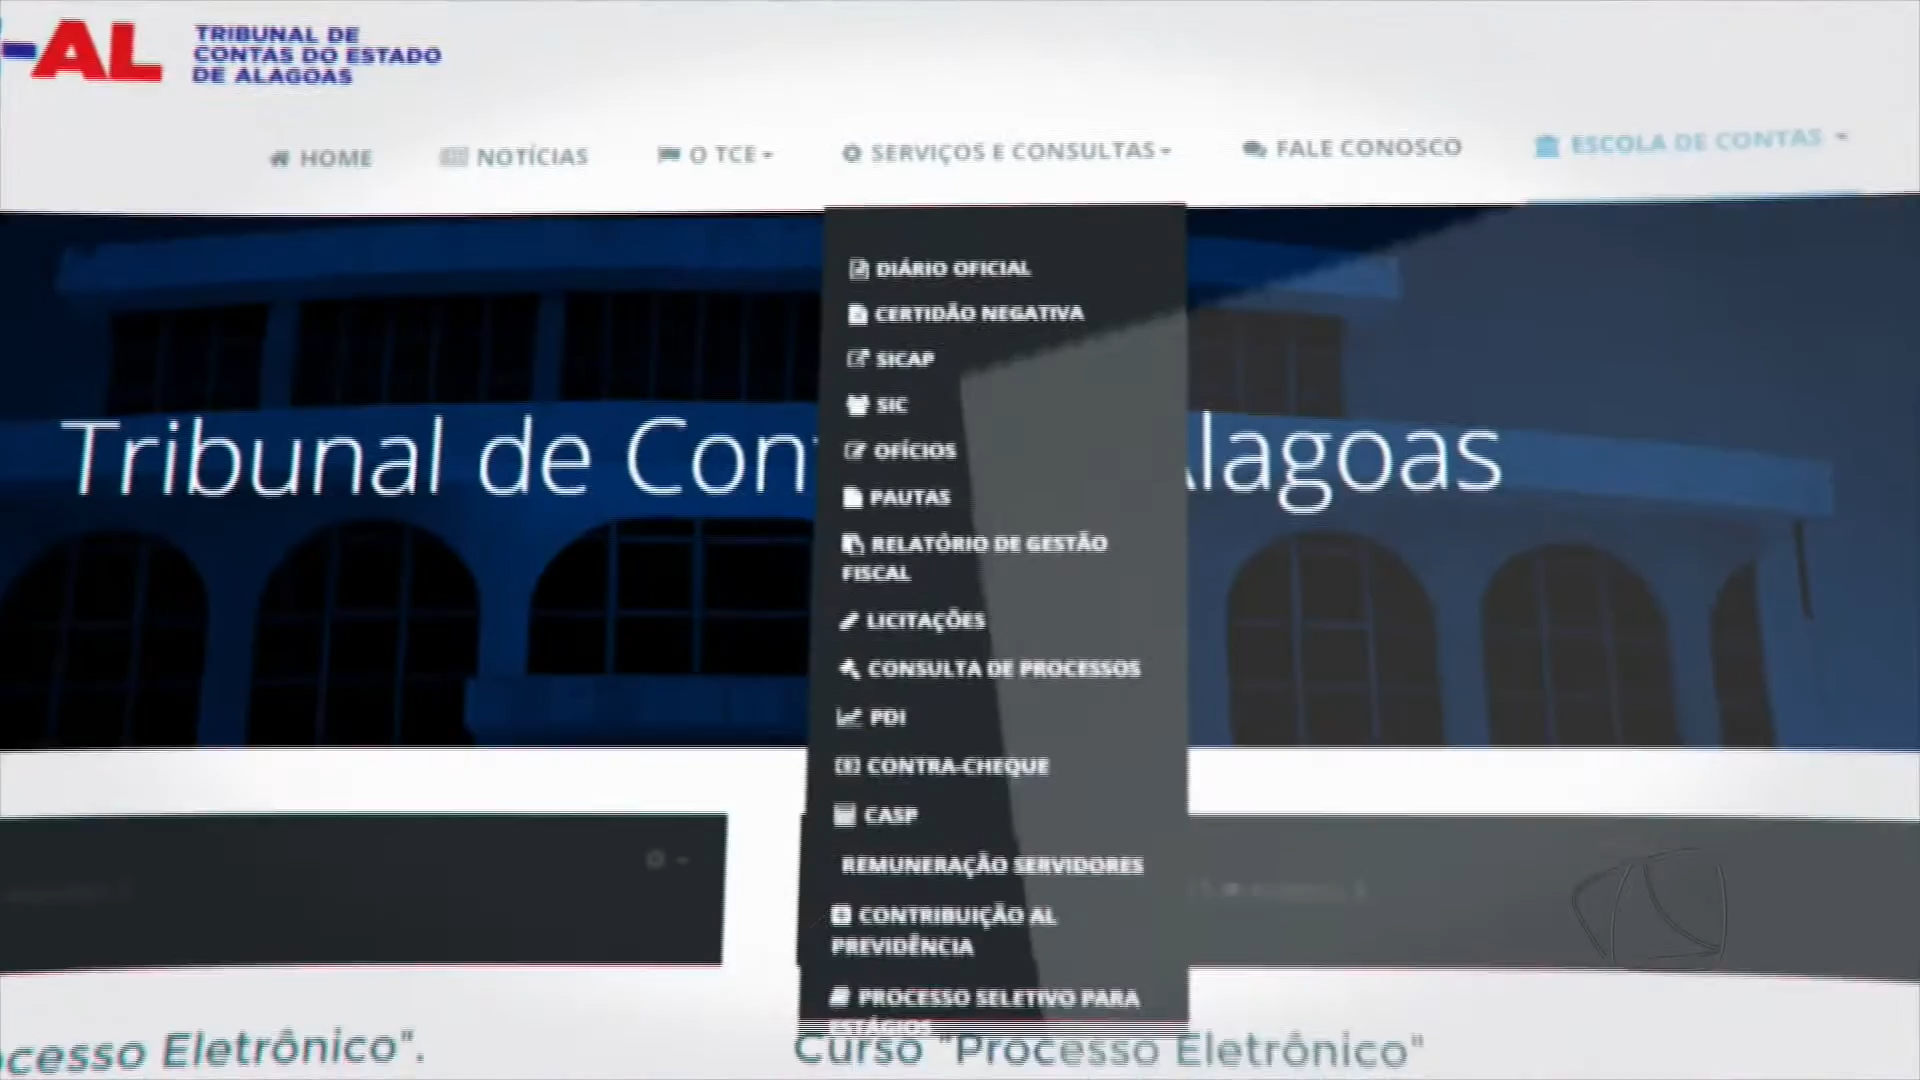 -AL
TRIBUNAL DE
CONTAS DO ESTADO
DE ALAGOAS
HOME NOTÍCIAS O TCE SERVIÇOS E CONSULTAS FALE CONOSCO ESCOLA DE CONTAS
DIÁRIO OFICIAL
CERTIDÃO NEGATIVA
SICAP
SIC
OFÍCIOS
PAUTAS
RELATÓRIO DE GESTÃO
FISCAL
LICITAÇÕES
CONSULTA DE PROCESSOS
PDI
CONTRA-CHEQUE
CASP
REMUNERAÇÃO SERVIDORES
CONTRIBUIÇÃO AL
PREVIDÊNCIA
PROCESSO SELETIVO PARA
ESTÁGIOS
Tribunal de Con lagoas
ocesso Eletrônico".
Curso "Processo Eletrônico"